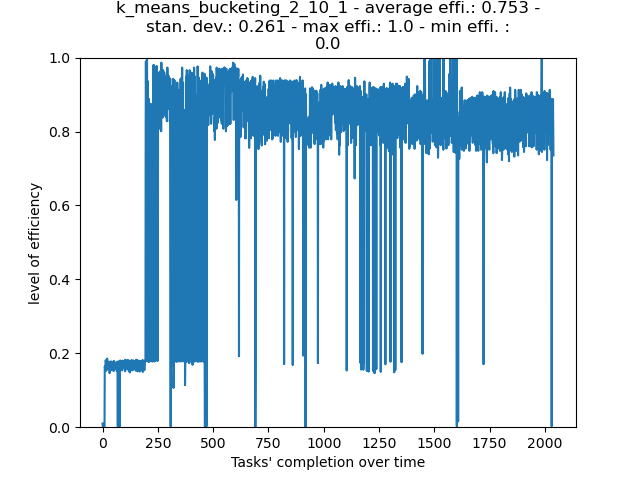 k_means_bucketing_2_10_1 - average effi.: 0.753 -
stan. dev.: 0.261 - max effi.: 1.0 - min effi. :
0.0
1.0
0.8
0.6
0.4
0.2
0.0
level of efficiency
0 250 500 750 1000 1250 1500 1750 2000
Tasks' completion over time